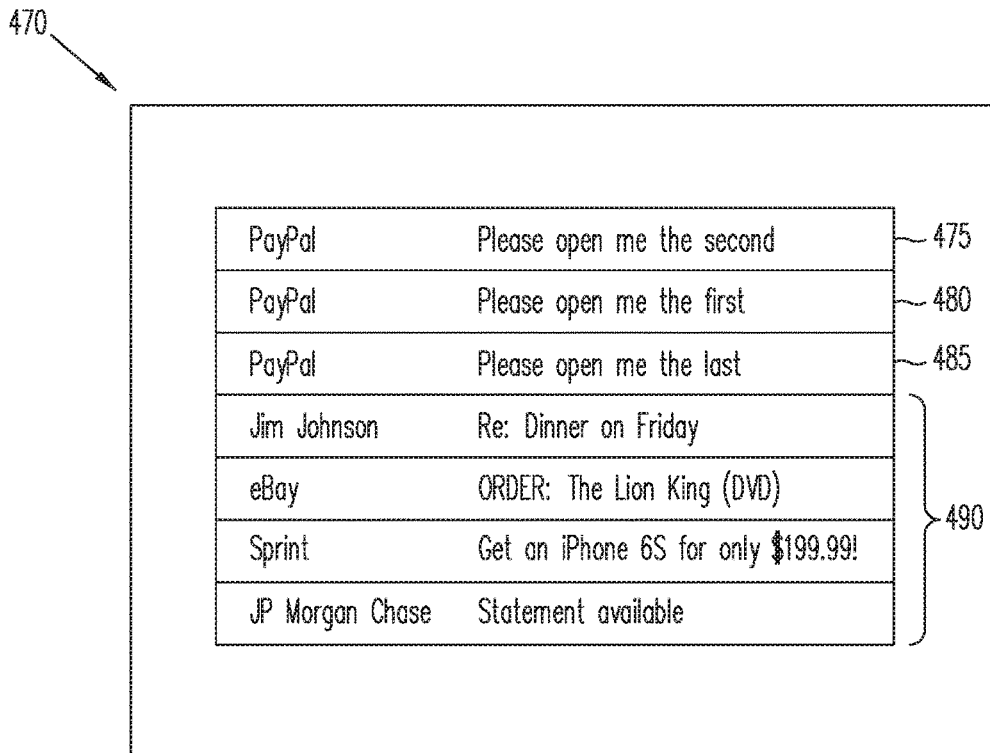 470
PayPal Please open me the second 475
PayPal Please open me the first 480
PayPal Please open me the last 485
Jim Johnson Re: Dinner on Friday
eBay ORDER: The Lion King (DVD)
490
Sprint Get an iPhone 6S for only $199.99!
JP Morgan Chase Statement available